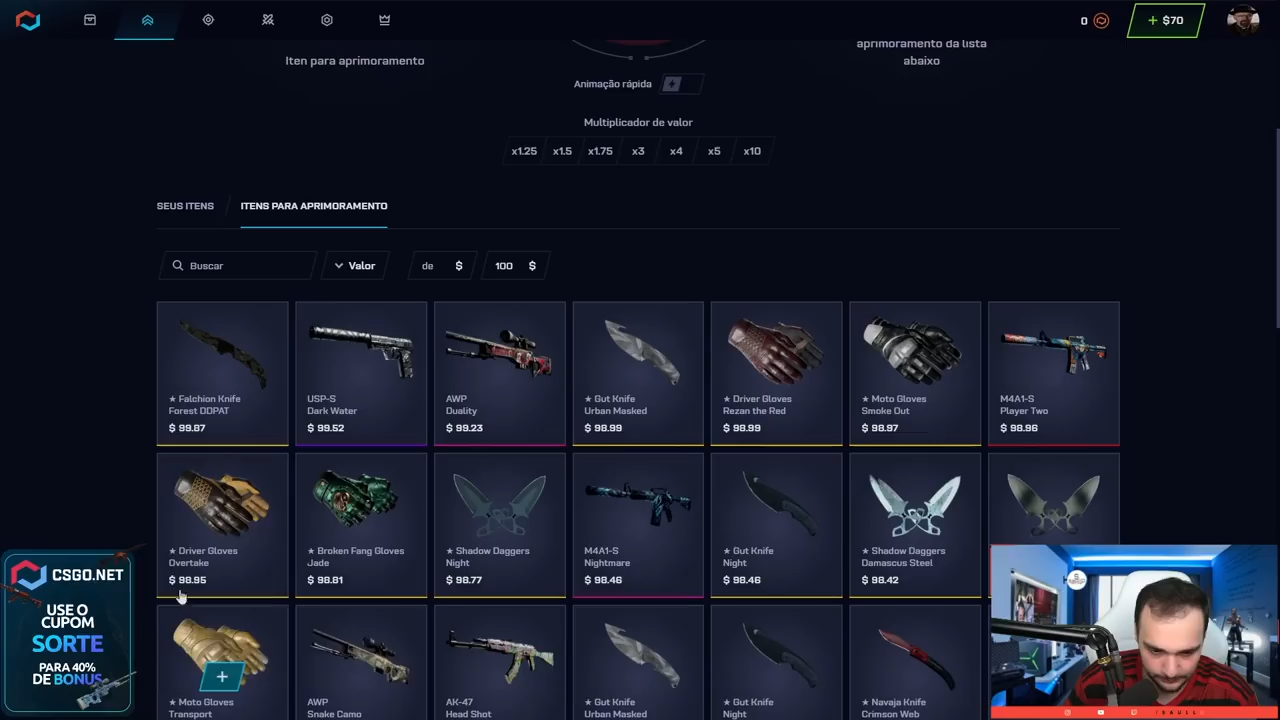 0
+ $70
Iten para aprimoramento
aprimoramento da lista
abaixo
Animação rápida
Multiplicador de valor
x1.25 x1.5 x1.75 x3 x4 x5 x10
SEUS ITENS
ITENS PARA APRIMORAMENTO
Buscar
Valor
de $
100 $
★ Falchion Knife
Forest DDPAT
$ 99.87
USP-S
Dark Water
$ 99.52
AWP
Duality
$ 99.23
★ Gut Knife
Urban Masked
$ 98.99
★ Driver Gloves
Rezan the Red
$ 98.99
★ Moto Gloves
Smoke Out
$ 98.97
M4A1-S
Player Two
$ 98.96
★ Driver Gloves
Overtake
$ 98.95
★ Broken Fang Gloves
Jade
$ 98.81
★ Shadow Daggers
Night
$ 98.77
M4A1-S
Nightmare
$ 98.46
★ Gut Knife
Night
$ 98.46
★ Shadow Daggers
Damascus Steel
$ 98.42
★ Moto Gloves
Transport
+
AWP
Snake Camo
AK-47
Head Shot
★ Gut Knife
Urban Masked
★ Gut Knife
Night
★ Navaja Knife
Crimson Web
CSGO.NET
USE O
CUPOM
SORTE
PARA 40%
DE BONUS